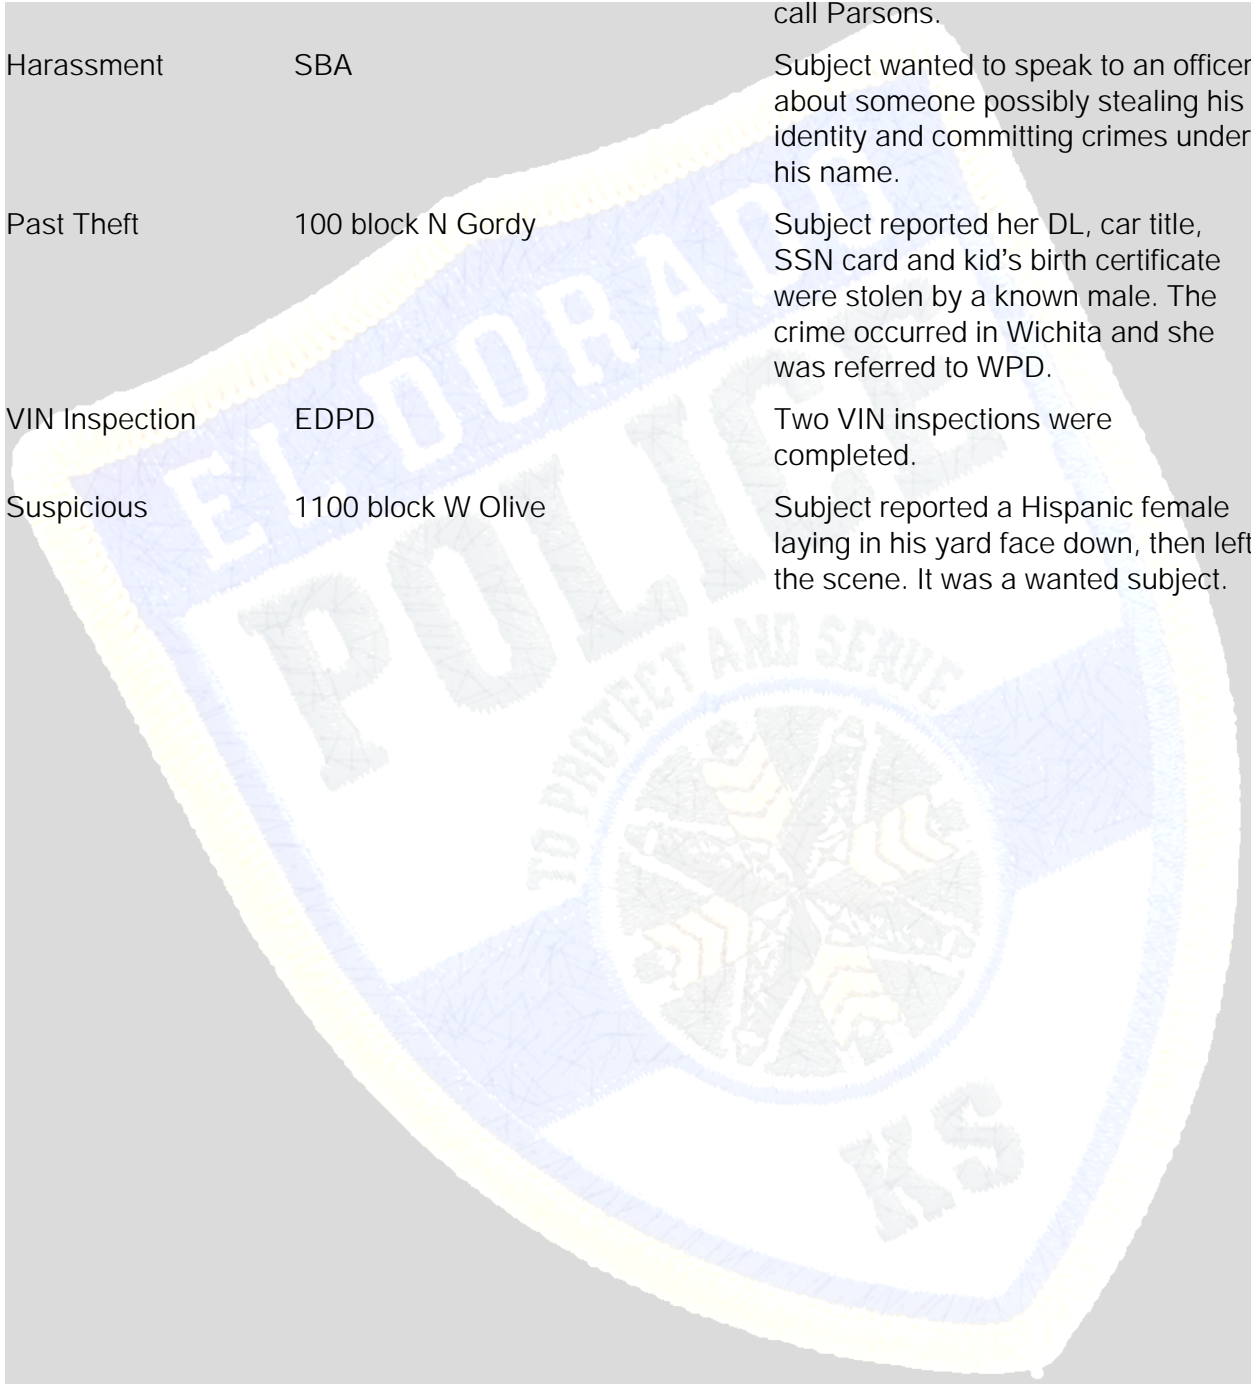 call Parsons.
Harassment SBA Subject wanted to speak to an officer
about someone possibly stealing his
identity and committing crimes under
his name.
Past Theft 100 block N Gordy Subject reported her DL, car title,
SSN card and kid’s birth certificate
were stolen by a known male. The
crime occurred in Wichita and she
was referred to WPD.
VIN Inspection EDPD Two VIN inspections were
completed.
Suspicious 1100 block W Olive Subject reported a Hispanic female
laying in his yard face down, then left
the scene. It was a wanted subject.
EL DORADO
POLICE
TO PROTECT AND SERVE
KS